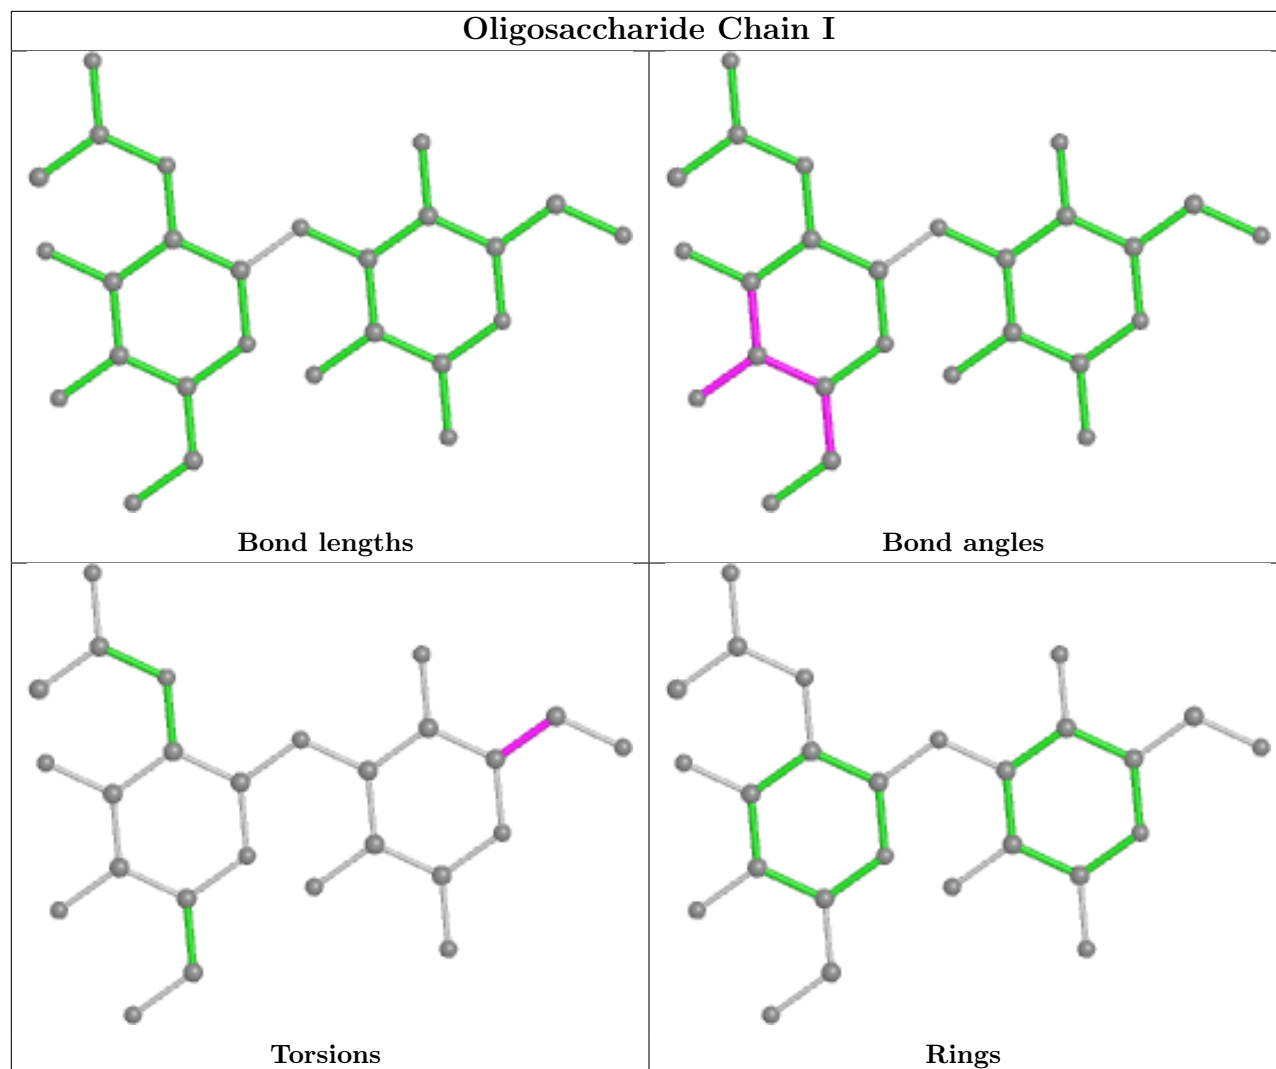 Oligosaccharide Chain I
Bond lengths
Bond angles
Torsions
Rings